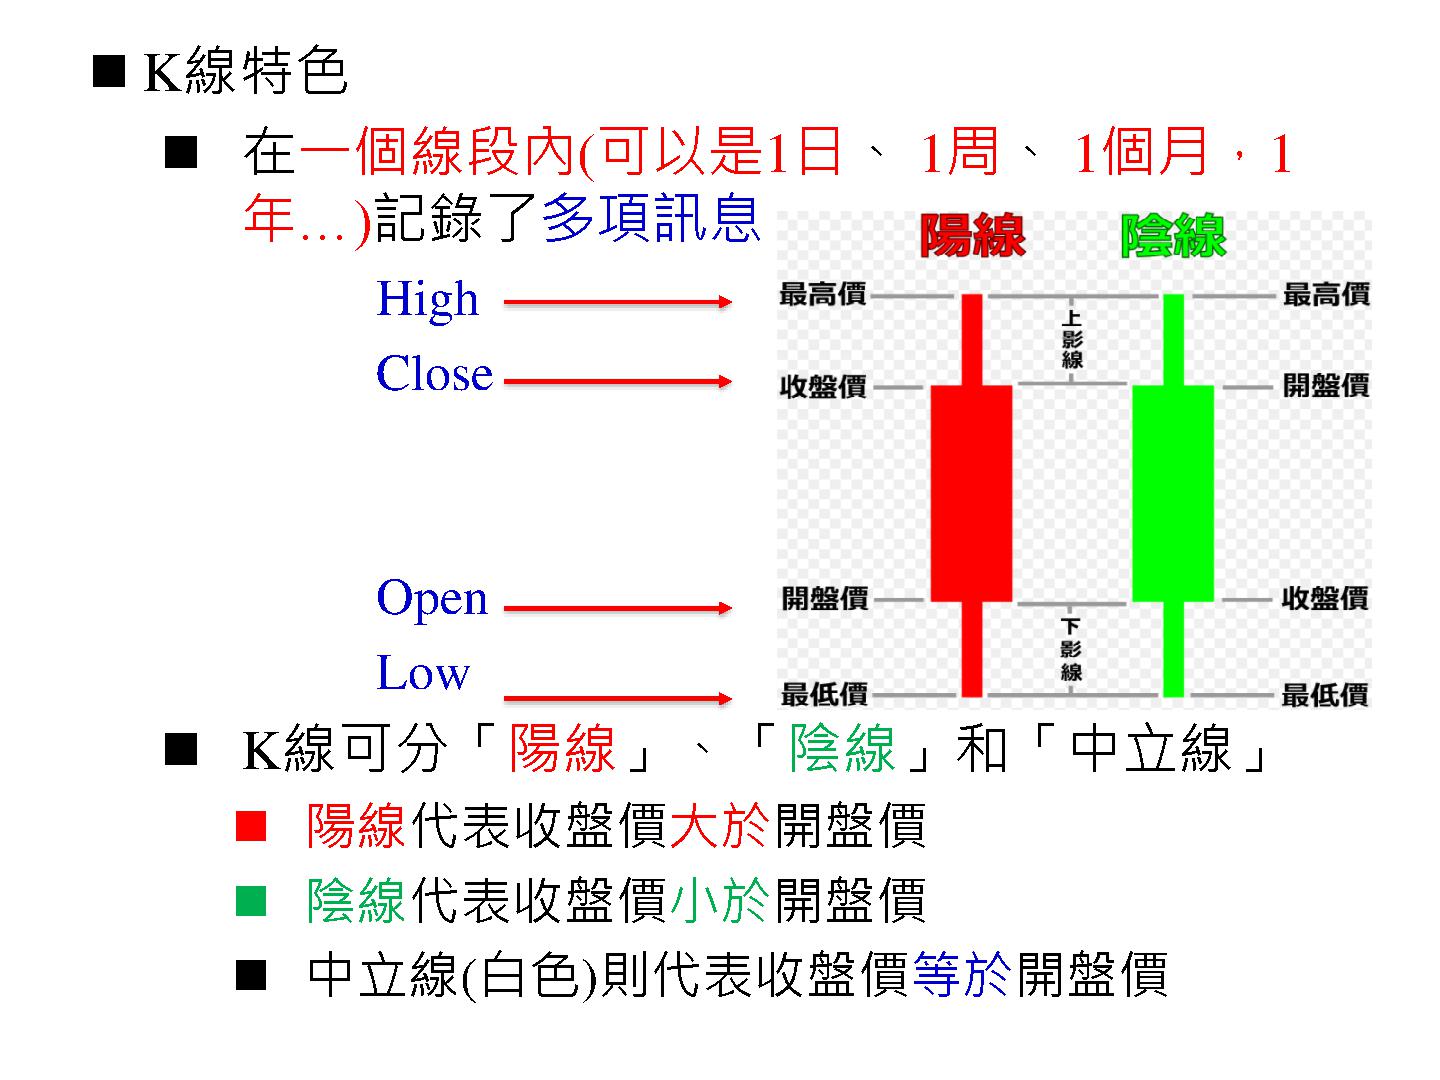 K線特色
在一個線段內(可以是1日、 1周、 1個月，1
年…)記錄了多項訊息
陽線 陰線
High
最高價 最高價
上影線
Close
收盤價 開盤價
Open
開盤價 收盤價
下影線
Low
最低價 最低價
K線可分「陽線」、「陰線」和「中立線」
陽線代表收盤價大於開盤價
陰線代表收盤價小於開盤價
中立線(白色)則代表收盤價等於開盤價